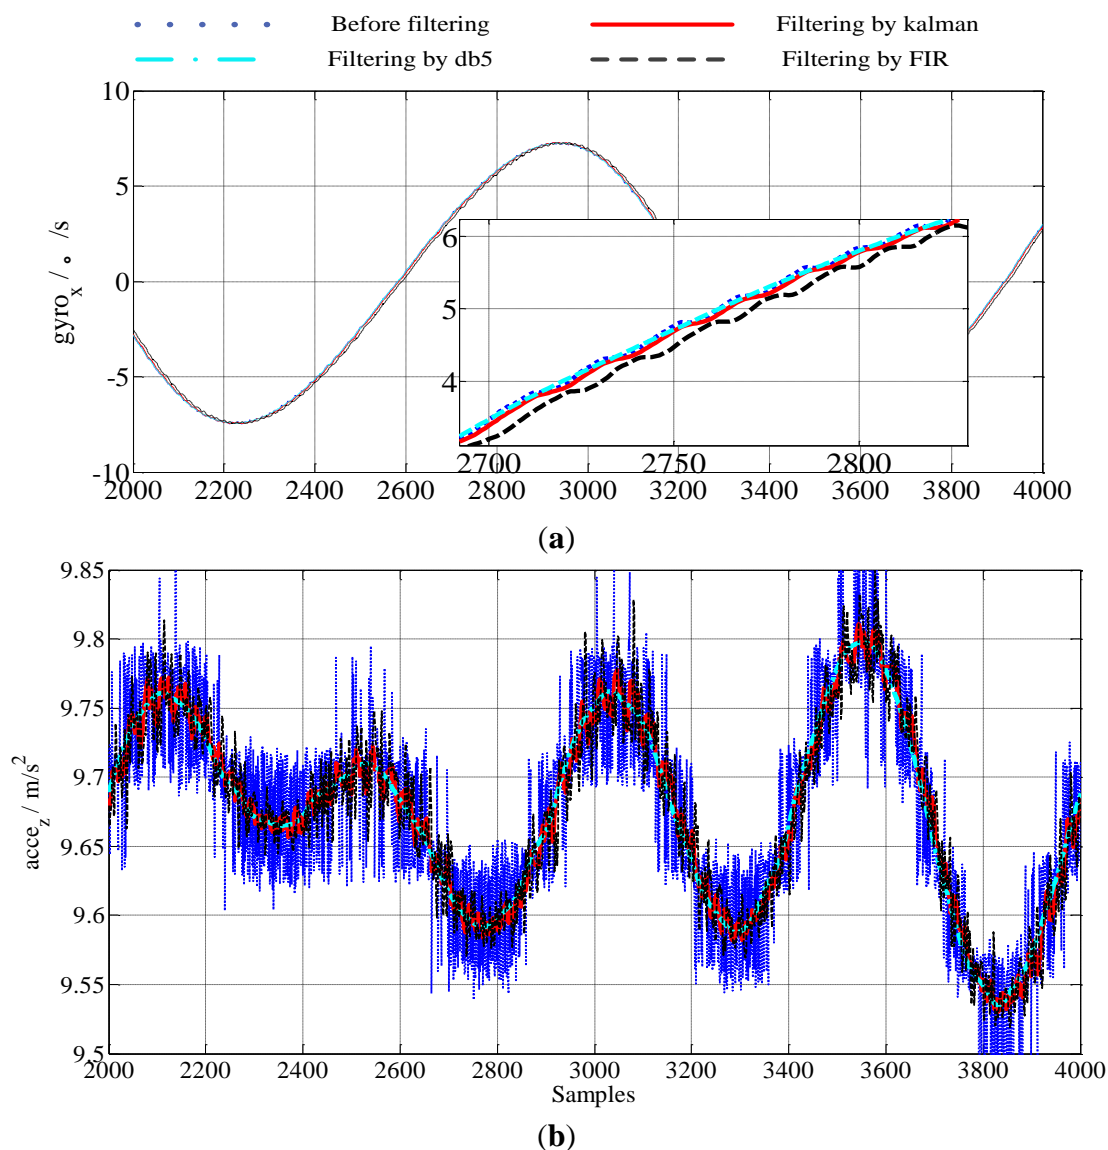 Before filtering Filtering by kalman
Filtering by db5 Filtering by FIR
10
5
0
-5
-10
gyro_x / ° /s
6
5
4
2700 2750 2800
2000 2200 2400 2600 2800 3000 3200 3400 3600 3800 4000
(a)
9.85
9.8
9.75
9.7
9.65
9.6
9.55
9.5
acce_z / m/s²
2000 2200 2400 2600 2800 3000 3200 3400 3600 3800 4000
Samples
(b)